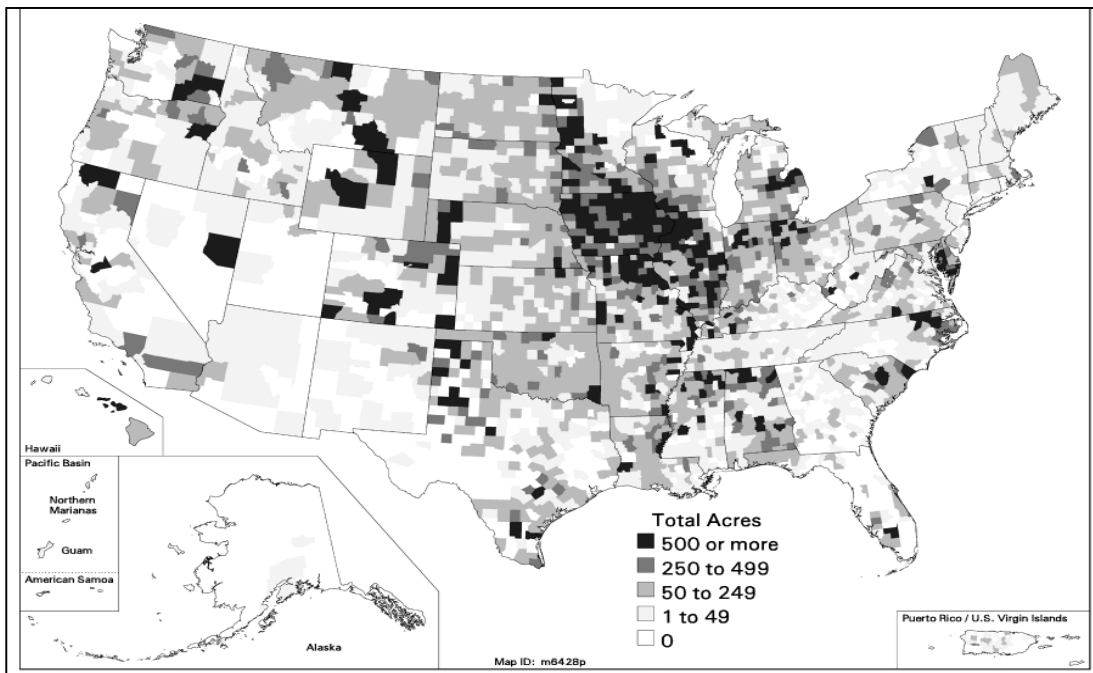 Hawaii
Pacific Basin
Northern
Marianas
Guam
American Samoa
Alaska
Total Acres
500 or more
250 to 499
50 to 249
1 to 49
0
Map ID: m6428p
Puerto Rico / U.S. Virgin Islands